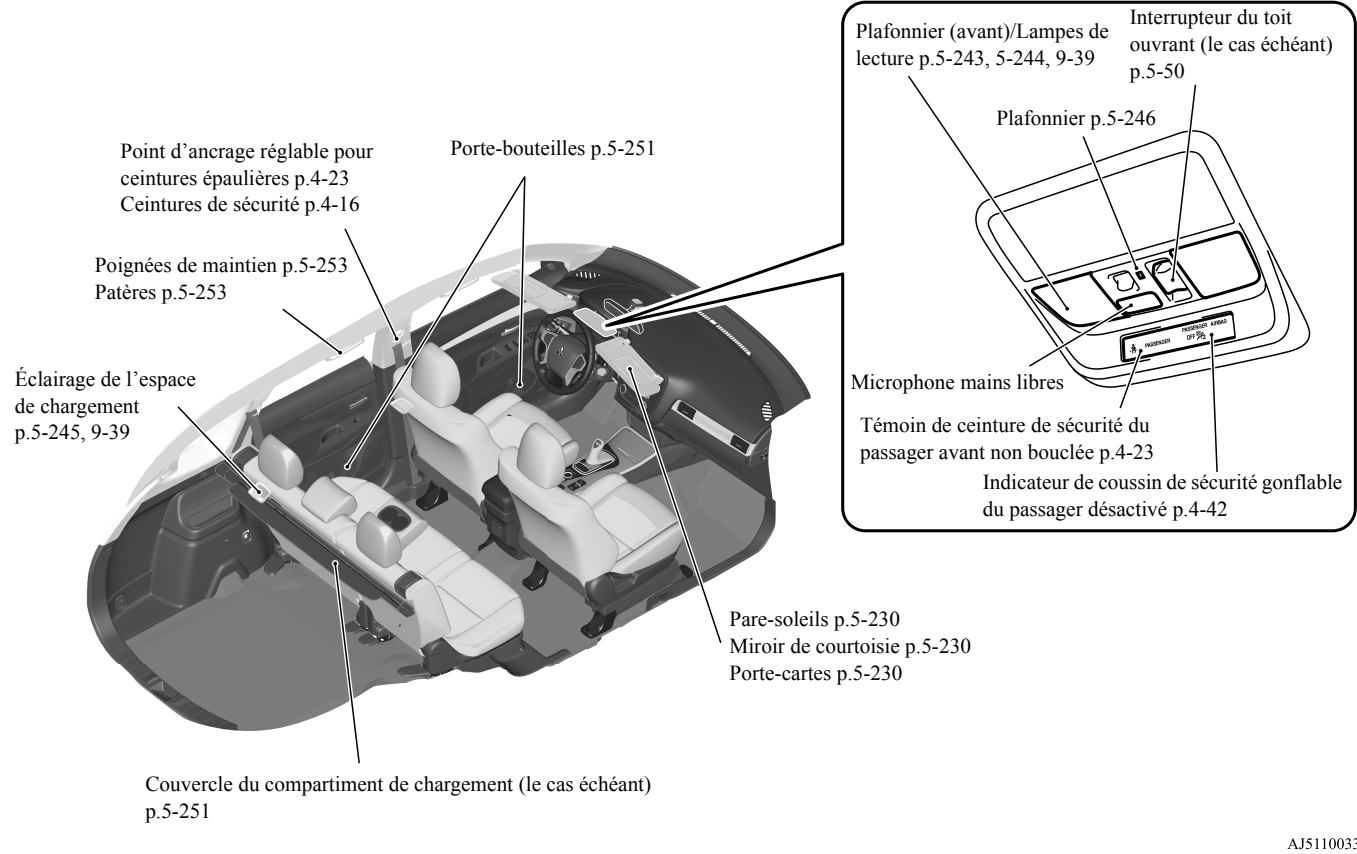 Plafonnier (avant)/Lampes de
lecture p.5-243, 5-244, 9-39
Interrupteur du toit
ouvrant (le cas échéant)
p.5-50
Plafonnier p.5-246
Point d’ancrage réglable pour
ceintures épaulières p.4-23
Ceintures de sécurité p.4-16
Porte-bouteilles p.5-251
Poignées de maintien p.5-253
Patères p.5-253
PASSENGER
PASSENGER AIRBAG
OFF
Éclairage de l’espace
de chargement
p.5-245, 9-39
Microphone mains libres
Témoin de ceinture de sécurité du
passager avant non bouclée p.4-23
Indicateur de coussin de sécurité gonflable
du passager désactivé p.4-42
Pare-soleils p.5-230
Miroir de courtoisie p.5-230
Porte-cartes p.5-230
Couvercle du compartiment de chargement (le cas échéant)
p.5-251
AJ5110033